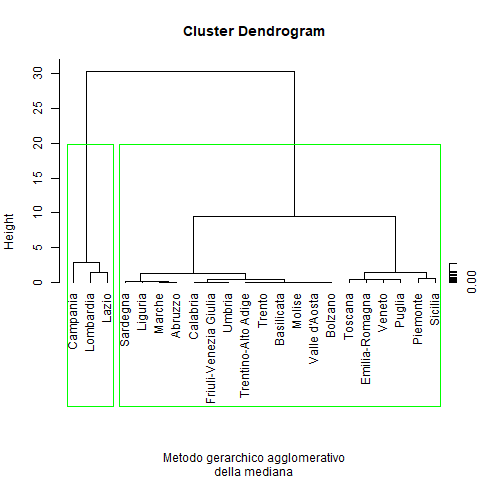 Cluster Dendrogram
Height
30
20
15
10
5
0
Campania
Lombardia
Lazio
Sardegna
Liguria
Marche
Abruzzo
Calabria
Friuli-Venezia Giulia
Umbria
Trentino-Alto Adige
Trento
Basilicata
Molise
Valle d'Aosta
Bolzano
Toscana
Emilia-Romagna
Veneto
Puglia
Piemonte
Sicilia
0.00
Metodo gerarchico agglomerativo
della mediana